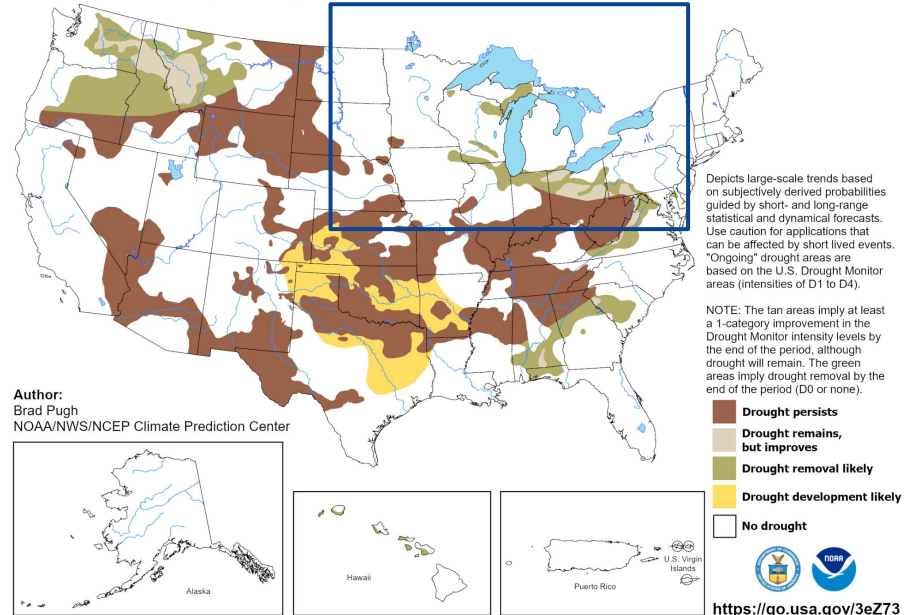 Depicts large-scale trends based
on subjectively derived probabilities
guided by short- and long-range
statistical and dynamical forecasts.
Use caution for applications that
can be affected by short lived events.
"Ongoing" drought areas are
based on the U.S. Drought Monitor
areas (intensities of D1 to D4).
NOTE: The tan areas imply at least
a 1-category improvement in the
Drought Monitor intensity levels by
the end of the period, although
drought will remain. The green
areas imply drought removal by the
end of the period (D0 or none).
Author:
Brad Pugh
NOAA/NWS/NCEP Climate Prediction Center
Drought persists
Drought remains,
but improves
Drought removal likely
Drought development likely
No drought
Alaska
Hawaii
Puerto Rico
U.S. Virgin
Islands
NOAA
https://go.usa.gov/3eZ73